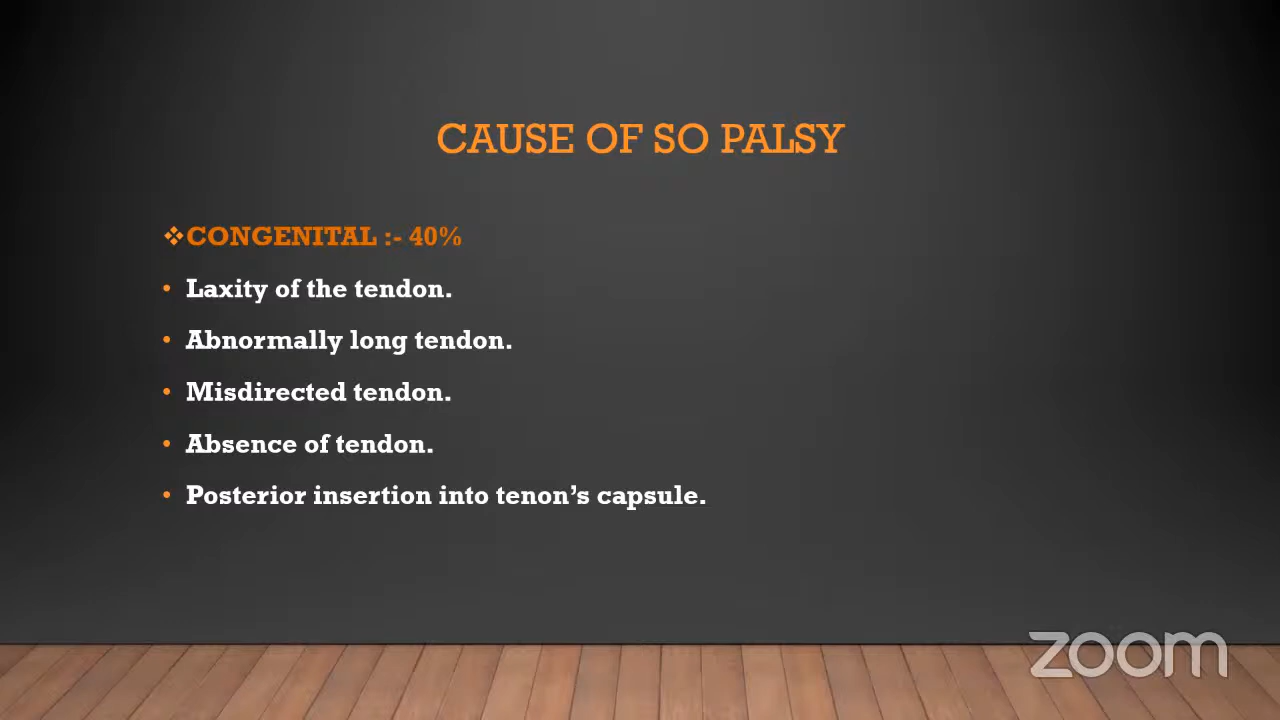 CAUSE OF SO PALSY
❖CONGENITAL :- 40%
• Laxity of the tendon.
• Abnormally long tendon.
• Misdirected tendon.
• Absence of tendon.
• Posterior insertion into tenon’s capsule.
zoom